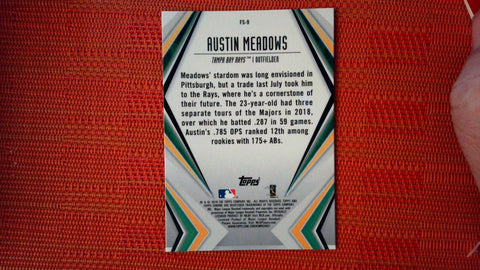 FS-9
AUSTIN MEADOWS
TAMPA BAY RAYS™ | OUTFIELDER
Meadows' stardom was long envisioned in
Pittsburgh, but a trade last July took him
to the Rays, where he's a cornerstone of
their future. The 23-year-old had three
separate tours of the Majors in 2018,
over which he batted .287 in 59 games.
Austin's .785 OPS ranked 12th among
rookies with 175+ ABs.
Topps